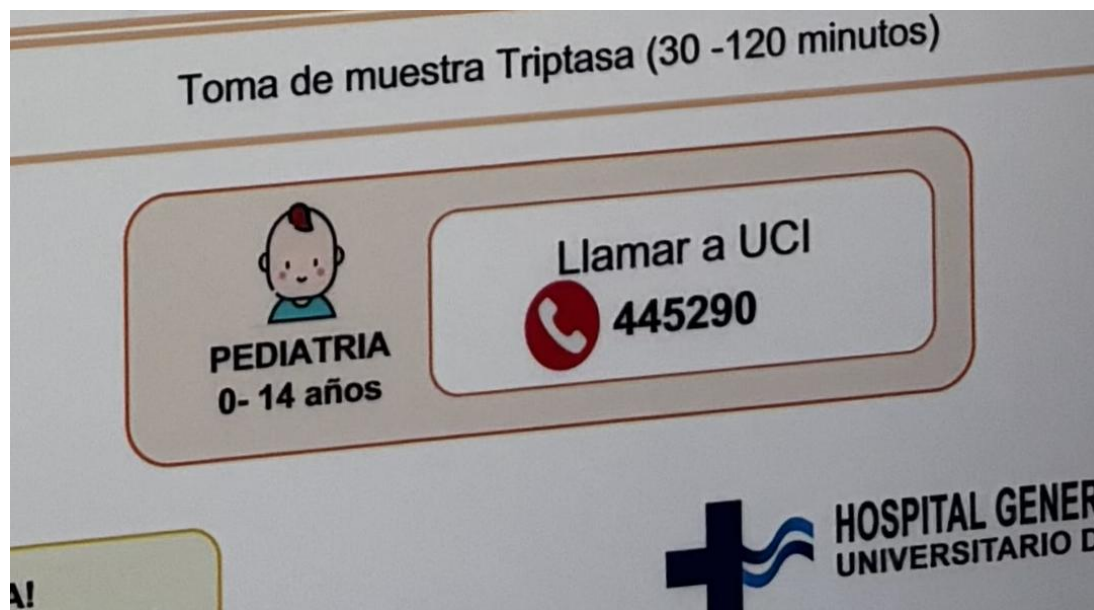 Toma de muestra Triptasa (30 -120 minutos)
Llamar a UCI
445290
PEDIATRIA
0- 14 años
HOSPITAL GENER
UNIVERSITARIO D
A!